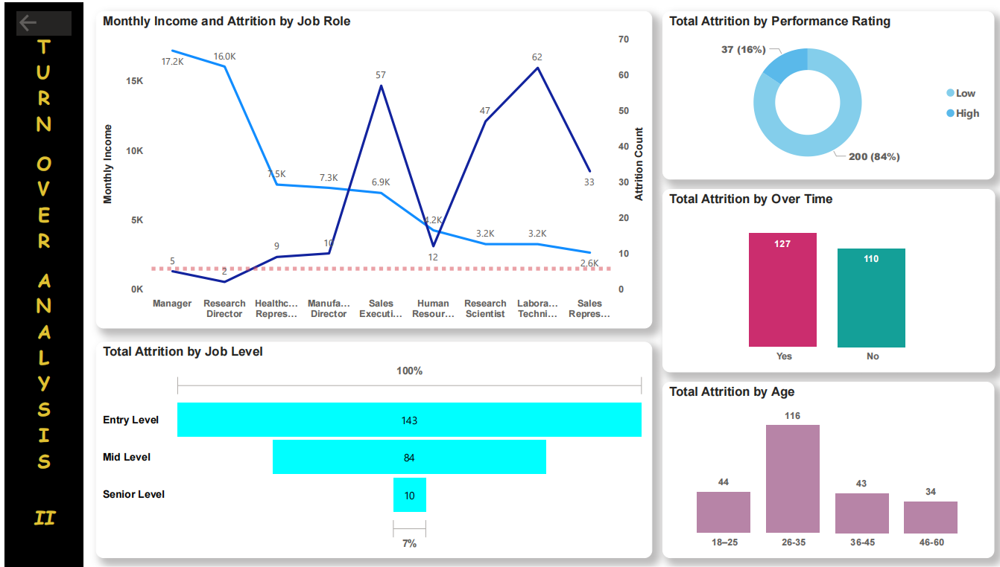 TURN OVER ANALYSIS II
Monthly Income and Attrition by Job Role
Monthly Income
15K
10K
5K
0K
17.2K
16.0K
7.5K
7.3K
6.9K
4.2K
3.2K
3.2K
2.6K
5
2
9
10
57
12
47
62
33
70
60
50
40
30
20
10
0
Attrition Count
Manager
Research Director
Healthc... Repres...
Manufa... Director
Sales Executi...
Human Resour...
Research Scientist
Labora... Techni...
Sales Repres...
Total Attrition by Job Level
100%
Entry Level 143
Mid Level 84
Senior Level 10
7%
Total Attrition by Performance Rating
37 (16%)
200 (84%)
Low
High
Total Attrition by Over Time
127
110
Yes
No
Total Attrition by Age
44
116
43
34
18–25
26-35
36-45
46-60